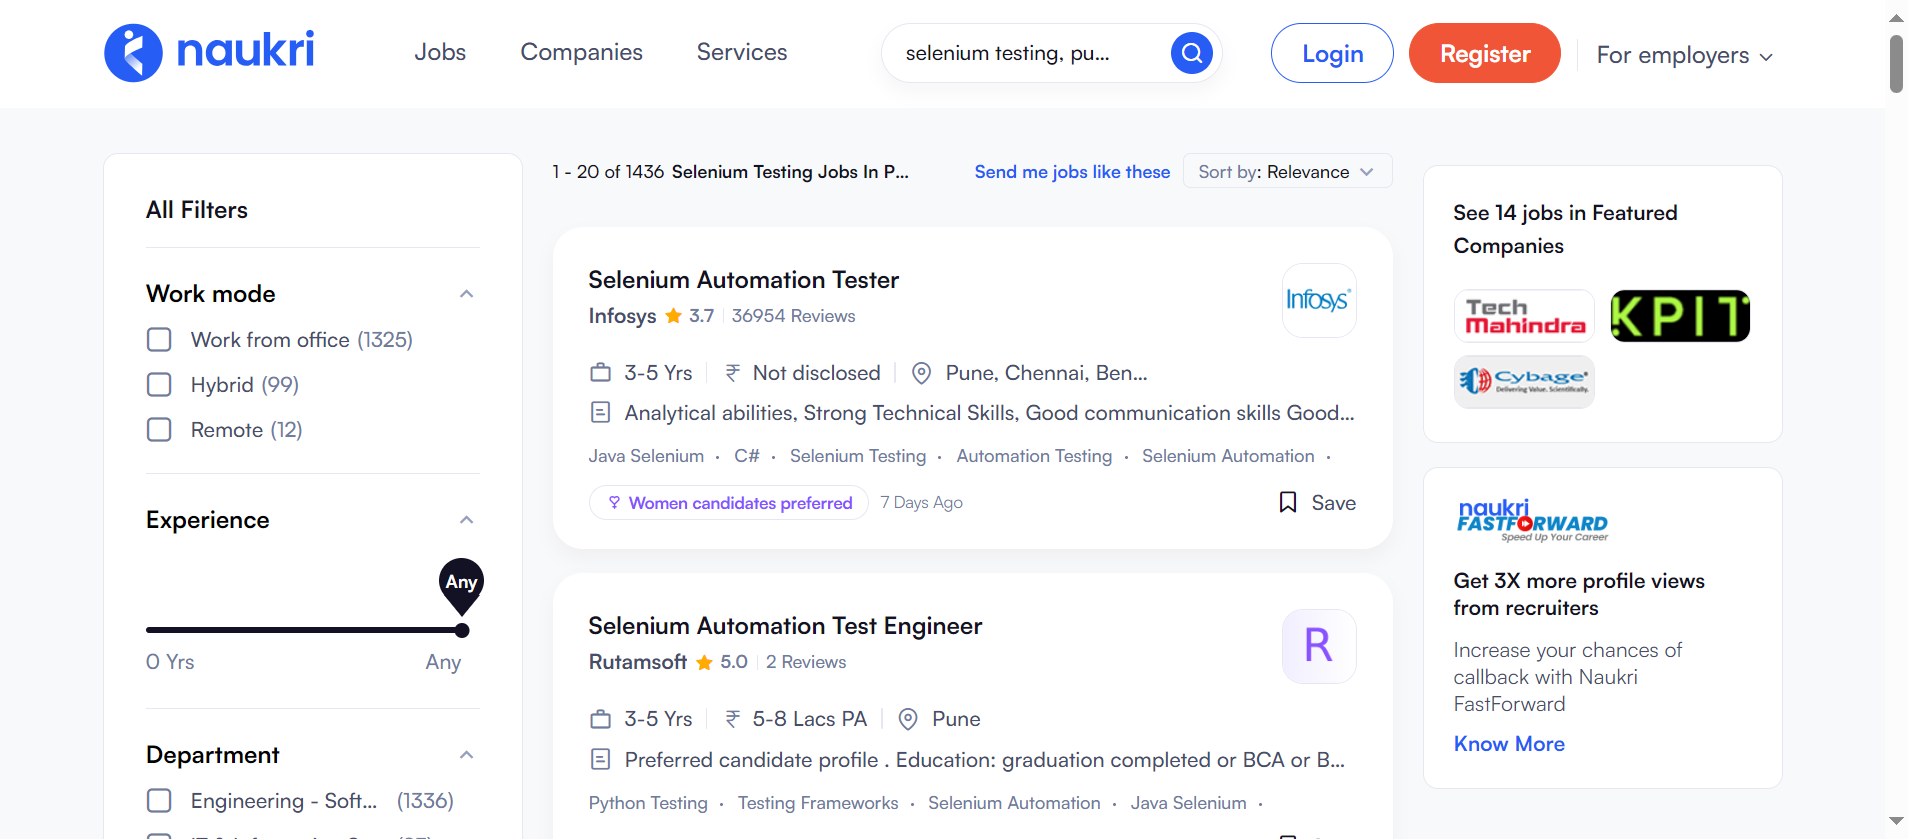 naukri
Jobs
Companies
Services
selenium testing, pu...
Login
Register
For employers
All Filters
Work mode
Work from office (1325)
Hybrid (99)
Remote (12)
Experience
Any
0 Yrs
Any
Department
Engineering - Soft... (1336)
1 - 20 of 1436 Selenium Testing Jobs In P...
Send me jobs like these
Sort by: Relevance
Selenium Automation Tester
Infosys 3.7 36954 Reviews
Infosys
3-5 Yrs ₹ Not disclosed Pune, Chennai, Ben...
Analytical abilities, Strong Technical Skills, Good communication skills Good...
Java Selenium · C# · Selenium Testing · Automation Testing · Selenium Automation ·
Women candidates preferred 7 Days Ago
Save
Selenium Automation Test Engineer
Rutamsoft 5.0 2 Reviews
R
3-5 Yrs ₹ 5-8 Lacs PA Pune
Preferred candidate profile . Education: graduation completed or BCA or B...
Python Testing · Testing Frameworks · Selenium Automation · Java Selenium ·
See 14 jobs in Featured
Companies
Tech
Mahindra
KPIT
Cybage
Delivering Value. Scientifically.
naukri
FASTFORWARD
Speed Up Your Career
Get 3X more profile views
from recruiters
Increase your chances of
callback with Naukri
FastForward
Know More